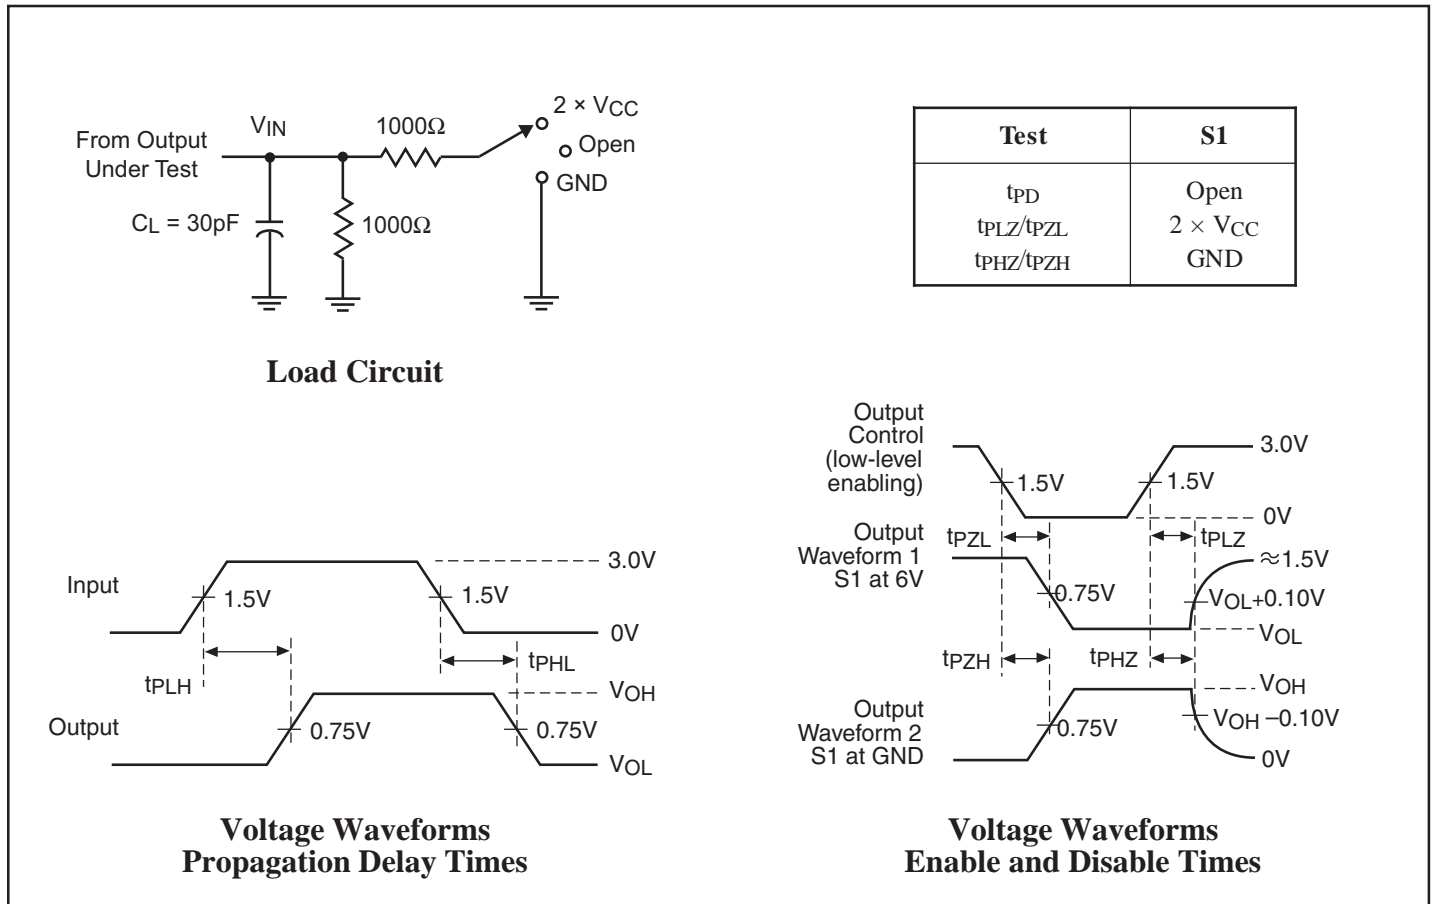 2 × VCC
VIN
1000Ω
From Output
Under Test
Open
GND
CL = 30pF
1000Ω
Load Circuit
Test S1
tPD Open
tPLZ/tPZL 2 × VCC
tPHZ/tPZH GND
Input
3.0V
1.5V
1.5V
0V
tPLH
tPHL
Output
VOH
0.75V
0.75V
VOL
Voltage Waveforms
Propagation Delay Times
Output
Control
(low-level
enabling)
3.0V
1.5V
1.5V
0V
Output
Waveform 1
S1 at 6V
tPZL
tPLZ
≈1.5V
0.75V
VOL+0.10V
VOL
tPZH
tPHZ
Output
Waveform 2
S1 at GND
VOH
0.75V
VOH –0.10V
0V
Voltage Waveforms
Enable and Disable Times